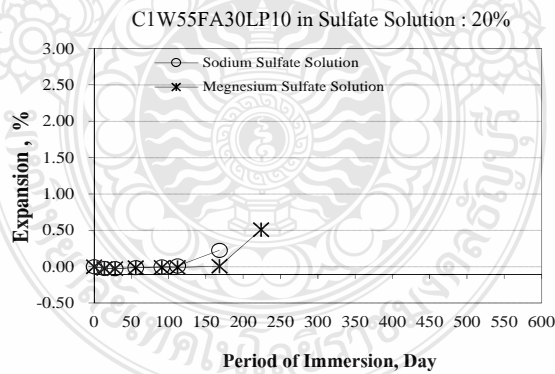 C1W55FA30LP10 in Sulfate Solution : 20%
3.00
2.50
2.00
1.50
1.00
0.50
0.00
-0.50
Sodium Sulfate Solution
Megnesium Sulfate Solution
Expansion , %
0 50 100 150 200 250 300 350 400 450 500 550 600
Period of Immersion, Day